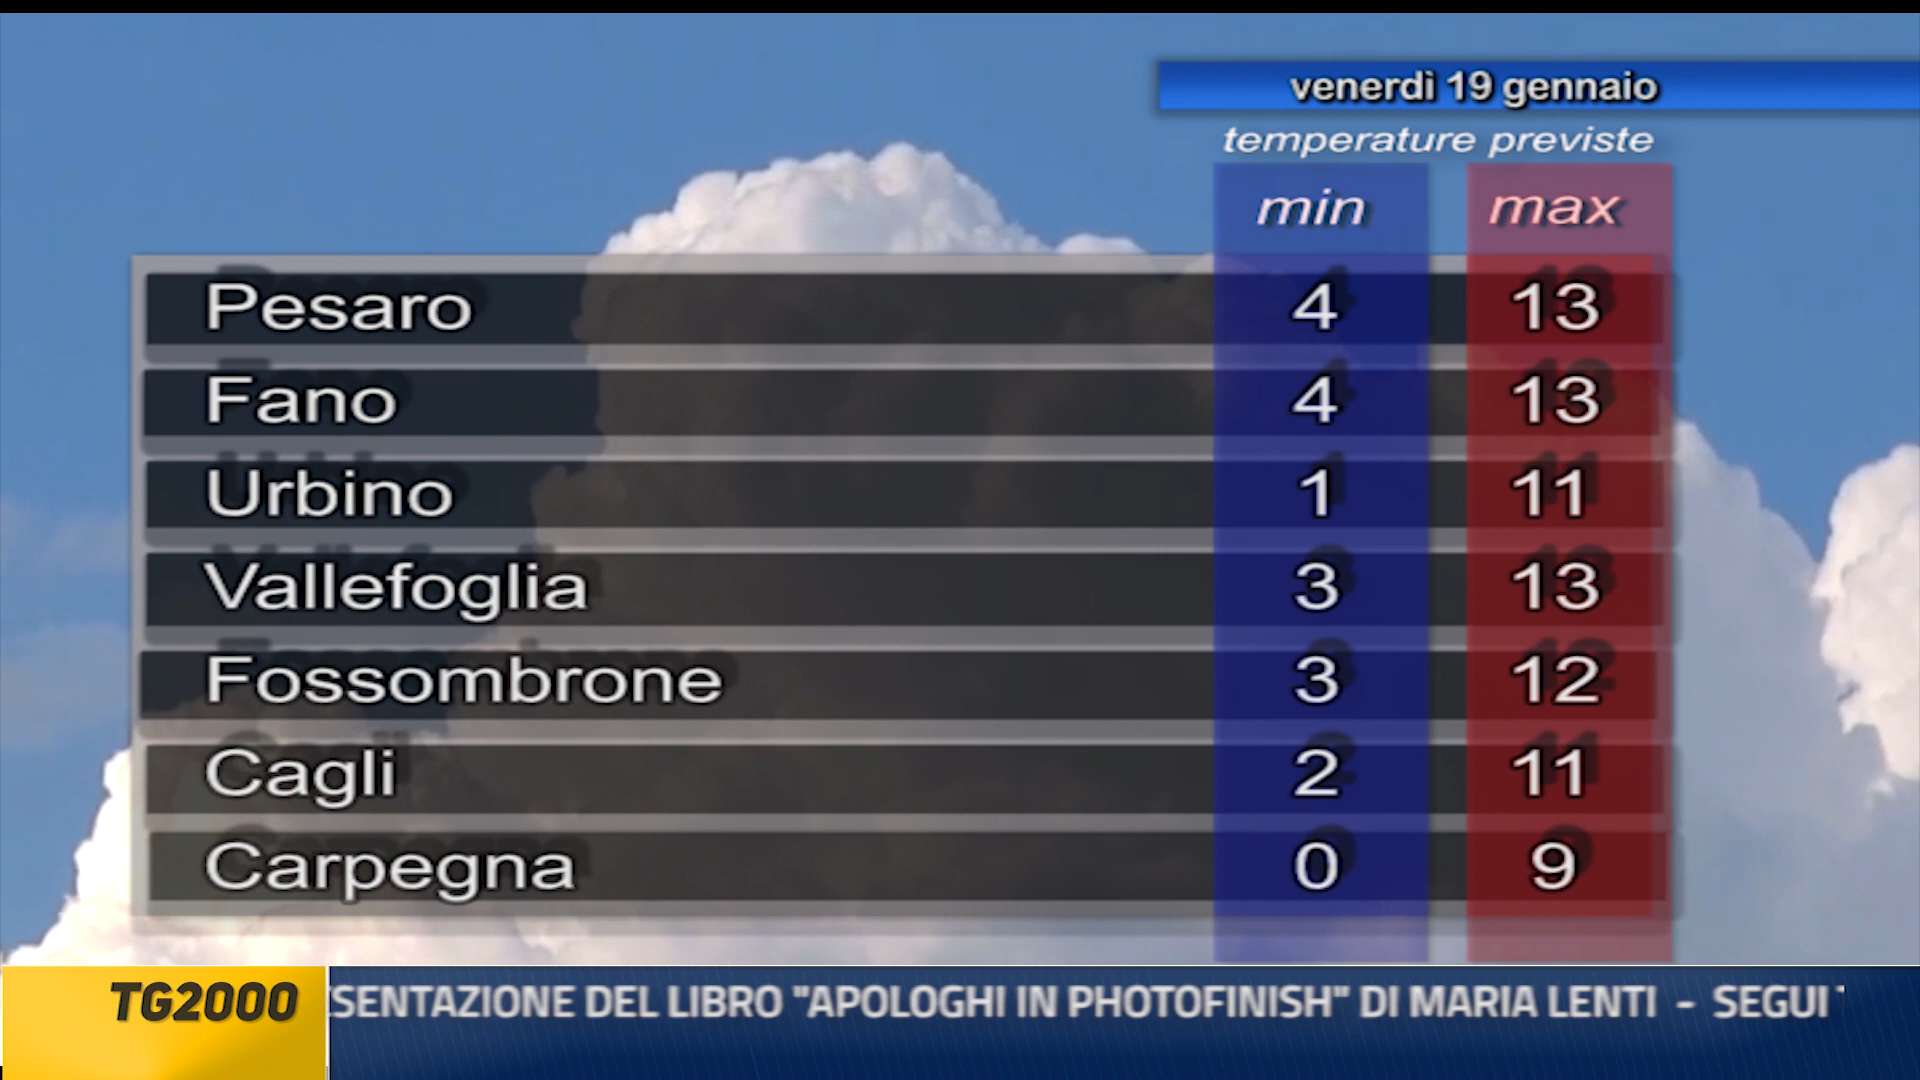 venerdì 19 gennaio
temperature previste
min max
Pesaro 4 13
Fano 4 13
Urbino 1 11
Vallefoglia 3 13
Fossombrone 3 12
Cagli 2 11
Carpegna 0 9
TG2000 DEL LIBRO "APOLOGHI IN PHOTOFINISH" DI MARIA LENTI - SEGUI